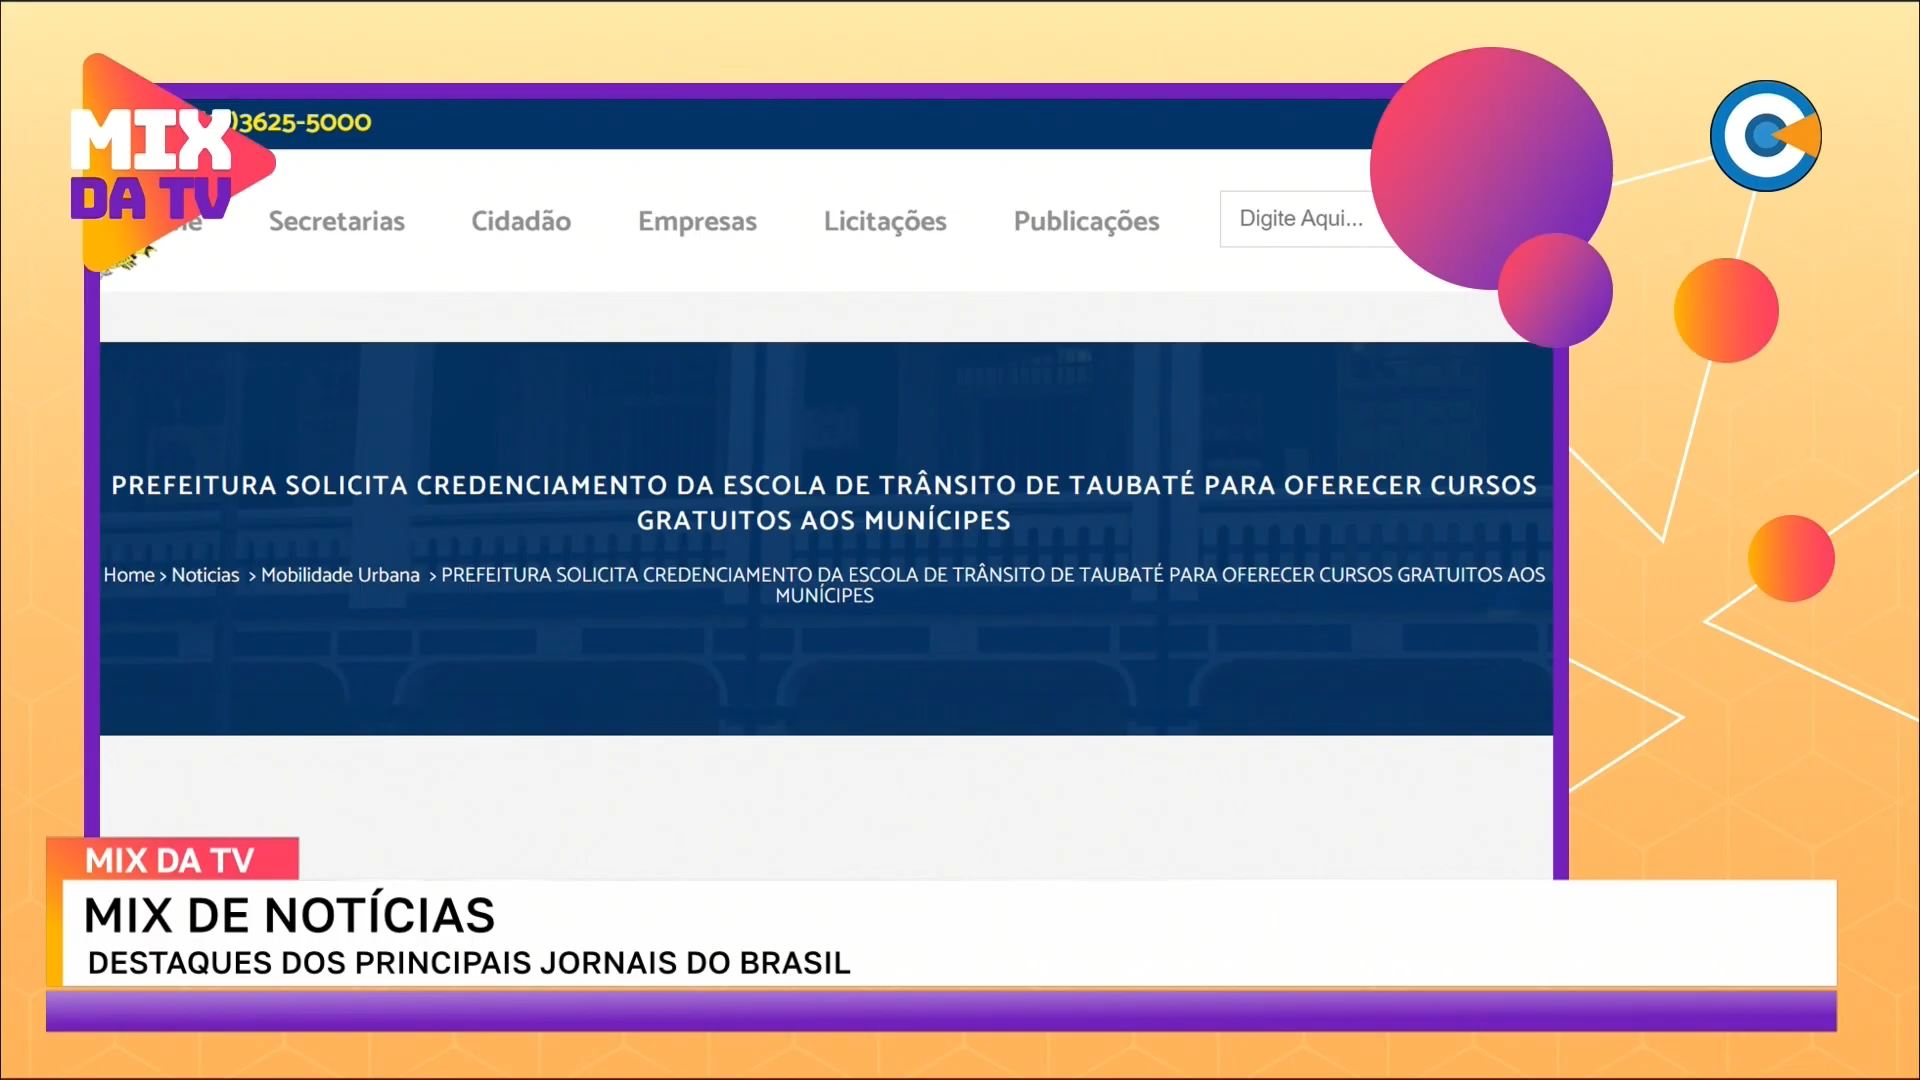 MIX
DA TV
)3625-5000
Secretarias
Cidadão
Empresas
Licitações
Publicações
Digite Aqui...
PREFEITURA SOLICITA CREDENCIAMENTO DA ESCOLA DE TRÂNSITO DE TAUBATÉ PARA OFERECER CURSOS
GRATUITOS AOS MUNÍCIPES
Home > Noticias > Mobilidade Urbana > PREFEITURA SOLICITA CREDENCIAMENTO DA ESCOLA DE TRÂNSITO DE TAUBATÉ PARA OFERECER CURSOS GRATUITOS AOS
MUNÍCIPES
MIX DA TV
MIX DE NOTÍCIAS
DESTAQUES DOS PRINCIPAIS JORNAIS DO BRASIL